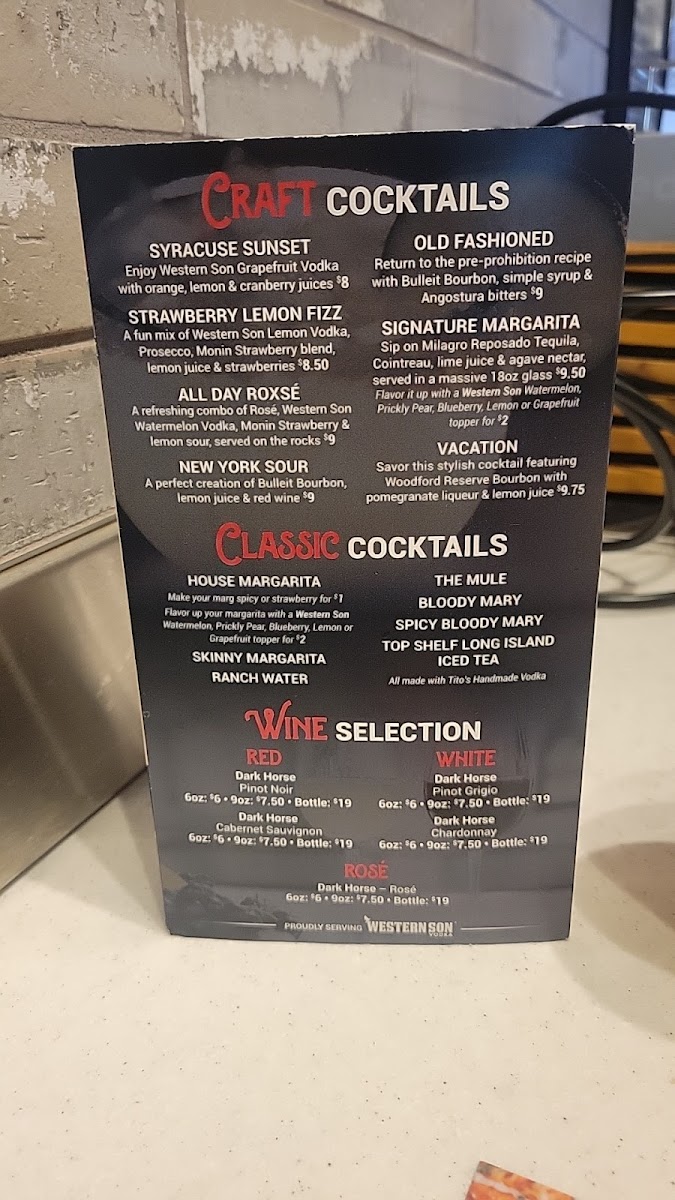 CRAFT COCKTAILS
SYRACUSE SUNSET
Enjoy Western Son Grapefruit Vodka
with orange, lemon & cranberry juices $8
STRAWBERRY LEMON FIZZ
A fun mix of Western Son Lemon Vodka,
Prosecco, Monin Strawberry blend,
lemon juice & strawberries $8.50
ALL DAY ROXSÉ
A refreshing combo of Rosé, Western Son
Watermelon Vodka, Monin Strawberry &
lemon sour, served on the rocks $9
NEW YORK SOUR
A perfect creation of Bulleit Bourbon,
lemon juice & red wine $9
OLD FASHIONED
Return to the pre-prohibition recipe
with Bulleit Bourbon, simple syrup &
Angostura bitters $9
SIGNATURE MARGARITA
Sip on Milagro Reposado Tequila,
Cointreau, lime juice & agave nectar,
served in a massive 18oz glass $9.50
Flavor it up with a Western Son Watermelon,
Prickly Pear, Blueberry, Lemon or Grapefruit
topper for $2
VACATION
Savor this stylish cocktail featuring
Woodford Reserve Bourbon with
pomegranate liqueur & lemon juice $9.75
CLASSIC COCKTAILS
HOUSE MARGARITA
Make your marg spicy or strawberry for $1
Flavor up your margarita with a Western Son
Watermelon, Prickly Pear, Blueberry, Lemon or
Grapefruit topper for $2
SKINNY MARGARITA
RANCH WATER
THE MULE
BLOODY MARY
SPICY BLOODY MARY
TOP SHELF LONG ISLAND
ICED TEA
All made with Tito's Handmade Vodka
WINE SELECTION
RED
Dark Horse
Pinot Noir
6oz: $6 • 9oz: $7.50 • Bottle: $19
Dark Horse
Cabernet Sauvignon
6oz: $6 • 9oz: $7.50 • Bottle: $19
WHITE
Dark Horse
Pinot Grigio
6oz: $6 • 9oz: $7.50 • Bottle: $19
Dark Horse
Chardonnay
6oz: $6 • 9oz: $7.50 • Bottle: $19
ROSÉ
Dark Horse – Rosé
6oz: $6 • 9oz: $7.50 • Bottle: $19
PROUDLY SERVING WESTERN SON
VODKA